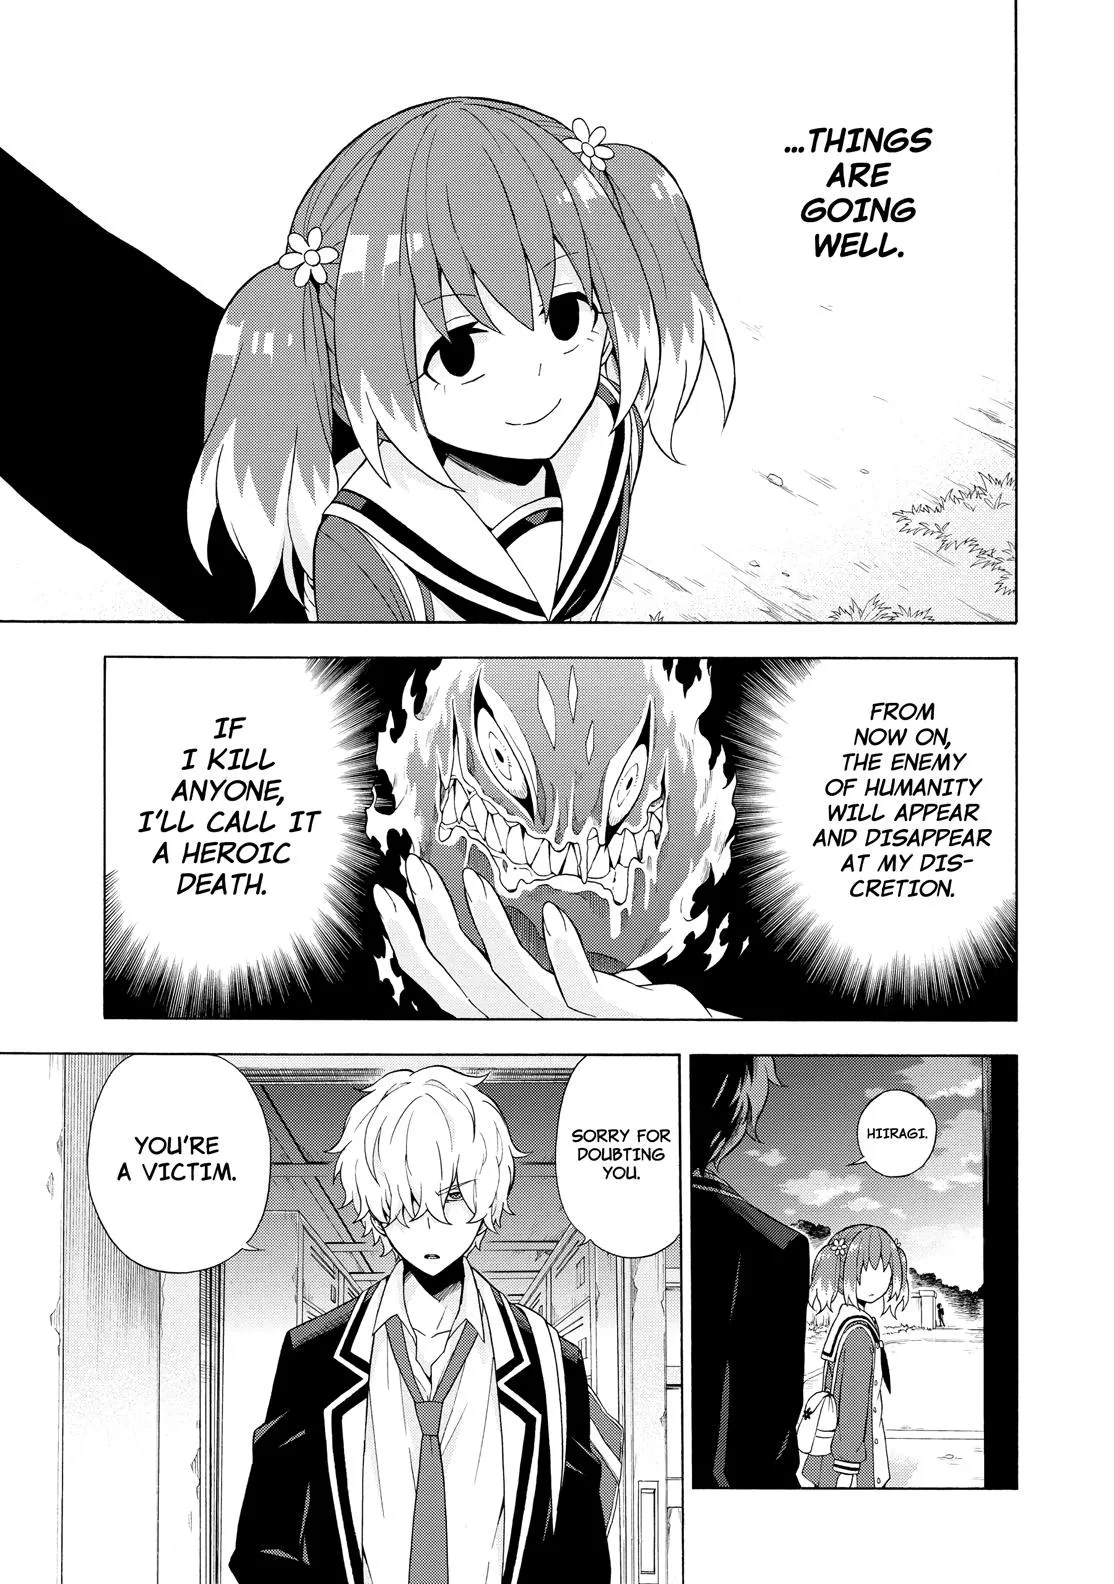 ...THINGS
ARE
GOING
WELL.
FROM
NOW ON,
THE ENEMY
OF HUMANITY
WILL APPEAR
AND DISAPPEAR
AT MY DIS-
CRETION.
IF
I KILL
ANYONE,
I'LL CALL IT
A HEROIC
DEATH.
HIIRAGI.
SORRY FOR
DOUBTING
YOU.
YOU'RE
A VICTIM.